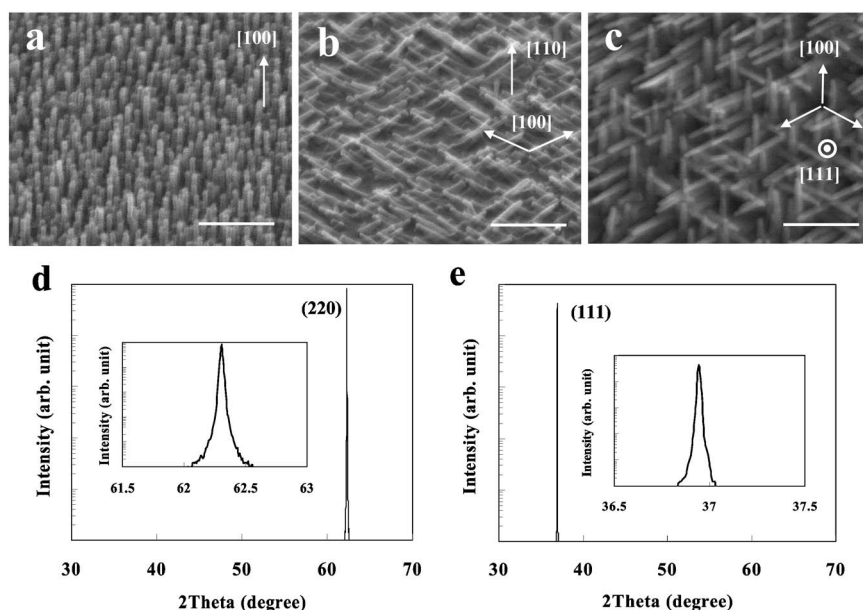 a
[100]
b
[110]
[100]
c
[100]
[111]
d
(220)
Intensity (arb. unit)
Intensity (arb. unit)
61.5 62 62.5 63
30 40 50 60 70
2Theta (degree)
e
(111)
Intensity (arb. unit)
Intensity (arb. unit)
36.5 37 37.5
30 40 50 60 70
2Theta (degree)